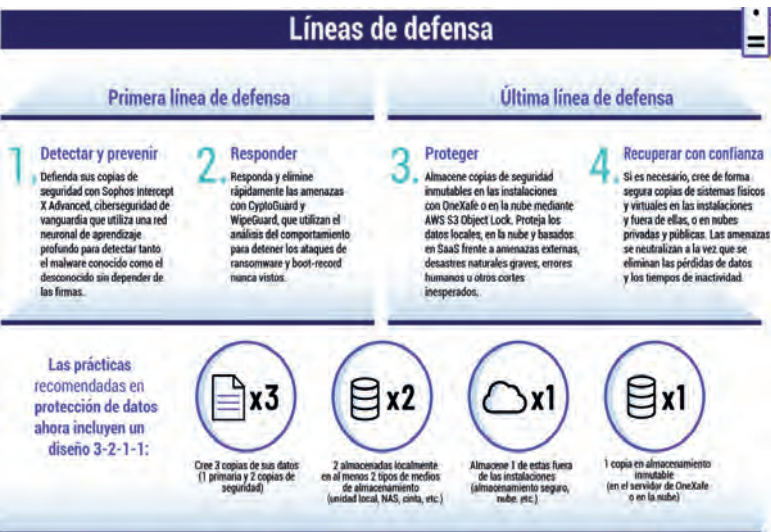 Líneas de defensa
Primera línea de defensa
Última línea de defensa
1. Detectar y prevenir
Defienda sus copias de
seguridad con Sophos Intercept
X Advanced, ciberseguridad de
vanguardia que utiliza una red
neuronal de aprendizaje
profundo para detectar tanto
el malware conocido como el
desconocido sin depender de
las firmas.
2. Responder
Responda y elimine
rápidamente las amenazas
con CyptoGuard y
WipeGuard, que utilizan el
análisis del comportamiento
para detener los ataques de
ransomware y boot-record
nunca vistos.
3. Proteger
Almacene copias de seguridad
inmutables en las instalaciones
con OneXafe o en la nube mediante
AWS S3 Object Lock. Proteja los
datos locales, en la nube y basados
en SaaS frente a amenazas externas,
desastres naturales graves, errores
humanos u otros cortes
inesperados.
4. Recuperar con confianza
Si es necesario, cree de forma
segura copias de sistemas físicos
y virtuales en las instalaciones
y fuera de ellas, o en nubes
privadas y públicas. Las amenazas
se neutralizan a la vez que se
eliminan las pérdidas de datos
y los tiempos de inactividad.
Las prácticas
recomendadas en
protección de datos
ahora incluyen un
diseño 3-2-1-1:
x3
Cree 3 copias de sus datos
(1 primaria y 2 copias de
seguridad)
x2
2 almacenadas localmente
en al menos 2 tipos de medios
de almacenamiento
(unidad local, NAS, cinta, etc.)
x1
Almacene 1 de estas fuera
de las instalaciones
(almacenamiento seguro,
nube, etc.)
x1
1 copia en almacenamiento
inmutable
(en el servidor de OneXafe
o en la nube)